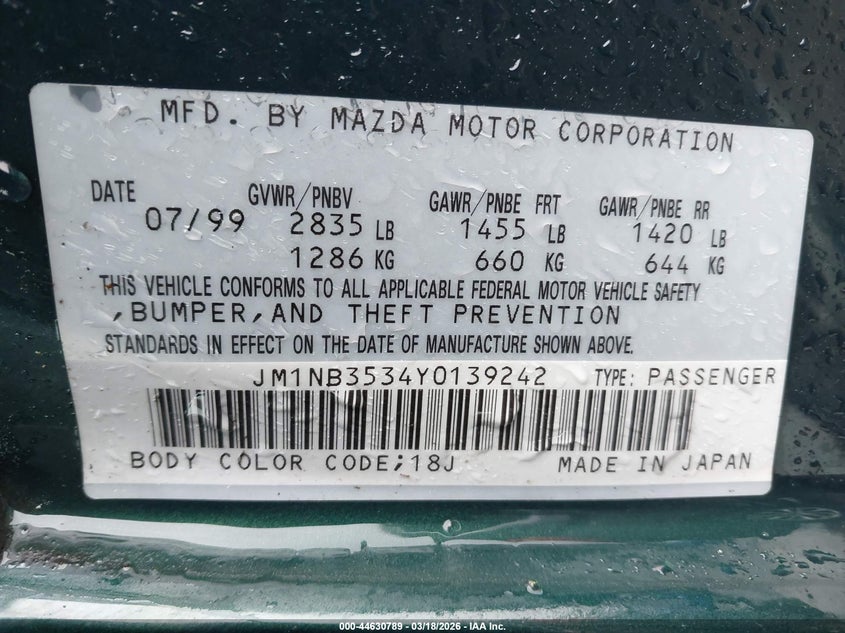 MFD. BY MAZDA MOTOR CORPORATION
DATE GVWR/PNBV GAWR/PNBE FRT GAWR/PNBE RR
07/99 2835 LB 1455 LB 1420 LB
1286 KG 660 KG 644 KG
THIS VEHICLE CONFORMS TO ALL APPLICABLE FEDERAL MOTOR VEHICLE SAFETY
,BUMPER,AND THEFT PREVENTION
STANDARDS IN EFFECT ON THE DATE OF MANUFACTURE SHOWN ABOVE.
JM1NB3534Y0139242 TYPE: PASSENGER
BODY COLOR CODE;18J MADE IN JAPAN
000-44630789 - 03/18/2026 - IAA Inc.